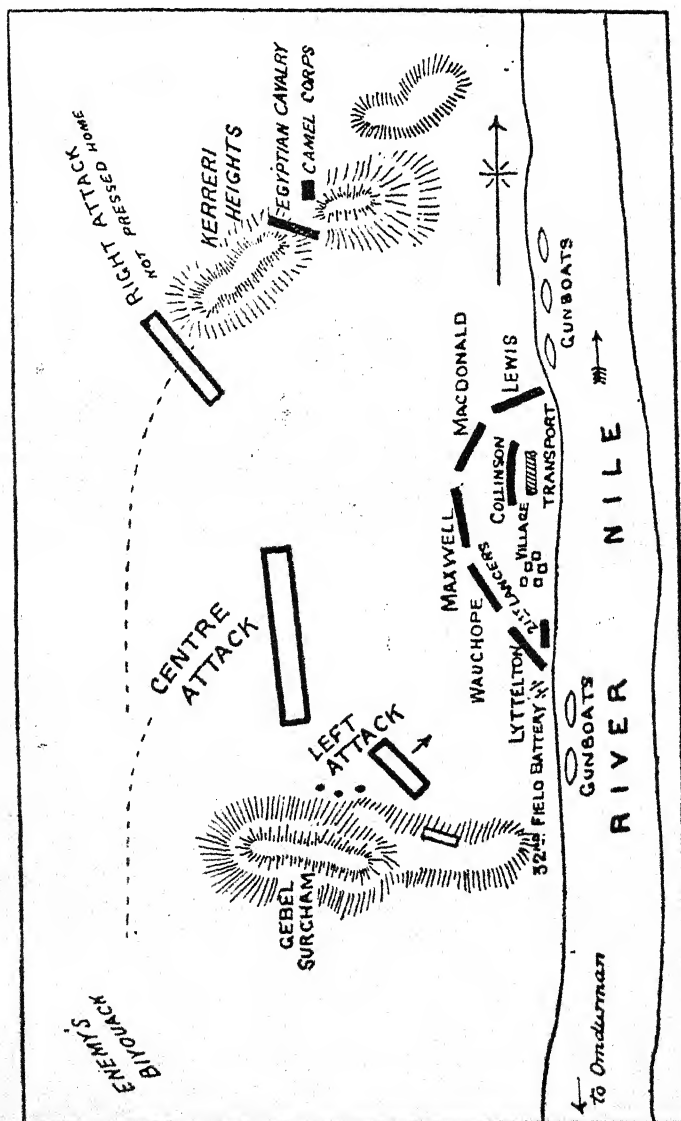 RIGHT ATTACK
NOT PRESSED HOME
KERRERI
HEIGHTS
EGYPTIAN CAVALRY
CAMEL CORPS
CENTRE
ATTACK
LEFT
ATTACK
GEBEL
SURCHAM
ENEMY'S
BIVOUACK
MACDONALD
LEWIS
MAXWELL
COLLINSON
WAUCHOPE
21ST LANCERS
VILLAGE
TRANSPORT
LYTTELTON
32ND FIELD BATTERY
GUNBOATS
GUNBOATS
RIVER NILE
to Omdurman